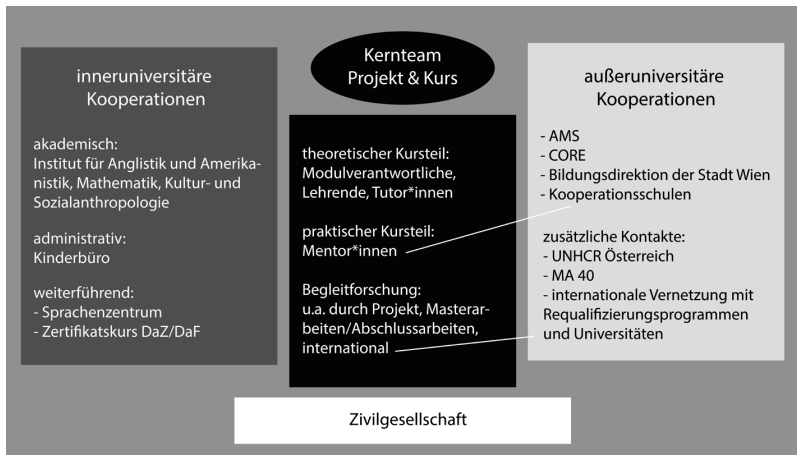 inneruniversitäre
Kooperationen
akademisch:
Institut für Anglistik und Amerika-
nistik, Mathematik, Kultur- und
Sozialanthropologie
administrativ:
Kinderbüro
weiterführend:
- Sprachenzentrum
- Zertifikatskurs DaZ/DaF
Kernteam
Projekt & Kurs
theoretischer Kursteil:
Modulverantwortliche,
Lehrende, Tutor*innen
praktischer Kursteil:
Mentor*innen
Begleitforschung:
u.a. durch Projekt, Masterar-
beiten/Abschlussarbeiten,
international
außeruniversitäre
Kooperationen
- AMS
- CORE
- Bildungsdirektion der Stadt Wien
- Kooperationsschulen
zusätzliche Kontakte:
- UNHCR Österreich
- MA 40
- internationale Vernetzung mit
Requalifizierungsprogrammen
und Universitäten
Zivilgesellschaft